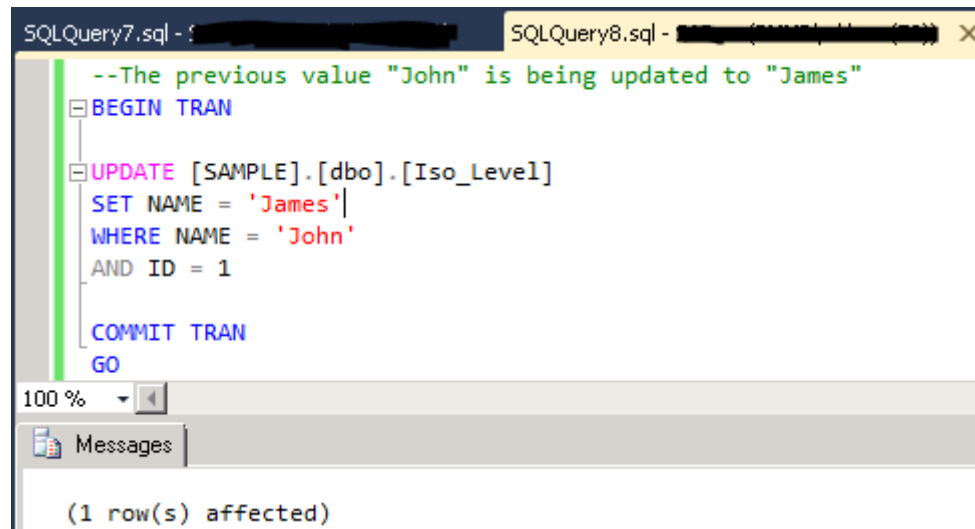 SQLQuery7.sql - SQLQuery8.sql -
--The previous value "John" is being updated to "James"
BEGIN TRAN
UPDATE [SAMPLE].[dbo].[Iso_Level]
SET NAME = 'James'
WHERE NAME = 'John'
AND ID = 1
COMMIT TRAN
GO
100 %
Messages
(1 row(s) affected)